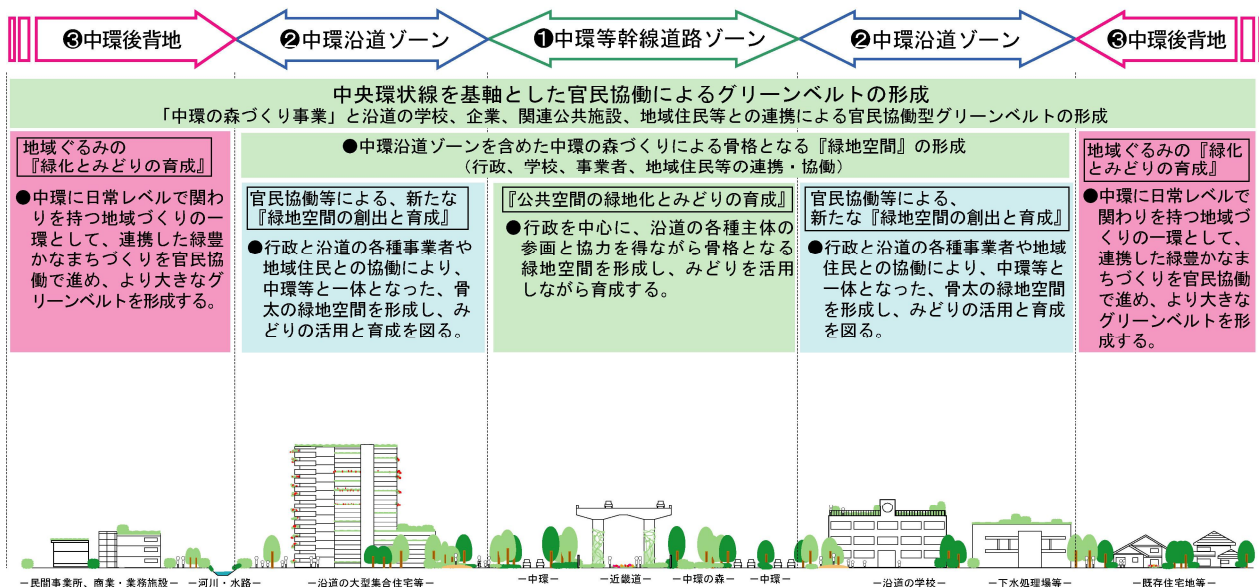 ❸中環後背地
❷中環沿道ゾーン
❶中環等幹線道路ゾーン
❷中環沿道ゾーン
❸中環後背地
中央環状線を基軸とした官民協働によるグリーンベルトの形成
「中環の森づくり事業」と沿道の学校、企業、関連公共施設、地域住民等との連携による官民協働型グリーンベルトの形成
地域ぐるみの
『緑化とみどりの育成』
●中環に日常レベルで関わ
りを持つ地域づくりの一
環として、連携した緑豊
かなまちづくりを官民協
働で進め、より大きなグ
リーンベルトを形成する。
●中環沿道ゾーンを含めた中環の森づくりによる骨格となる『緑地空間』の形成
(行政、学校、事業者、地域住民等の連携・協働)
官民協働等による、新たな
『緑地空間の創出と育成』
●行政と沿道の各種事業者や
地域住民との協働により、
中環等と一体となった、骨
太の緑地空間を形成し、み
どりの活用と育成を図る。
『公共空間の緑地化とみどりの育成』
●行政を中心に、沿道の各種主体の
参画と協力を得ながら骨格となる
緑地空間を形成し、みどりを活用
しながら育成する。
官民協働等による、
新たな『緑地空間の創出と育成』
●行政と沿道の各種事業者や地域
住民との協働により、中環等と
一体となった、骨太の緑地空間
を形成し、みどりの活用と育成
を図る。
地域ぐるみの『緑化
とみどりの育成』
●中環に日常レベルで
関わりを持つ地域づ
くりの一環として、
連携した緑豊かなま
ちづくりを官民協働
で進め、より大きな
グリーンベルトを形
成する。
－民間事業所、商業・業務施設－
－河川・水路－
－沿道の大型集合住宅等－
－中環－
－近畿道－
－中環の森－
－中環－
－沿道の学校－
－下水処理場等－
－既存住宅地等－